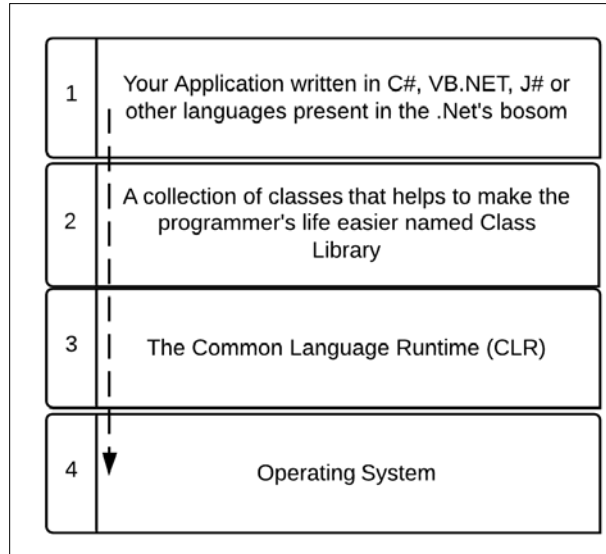 1
Your Application written in C#, VB.NET, J# or
other languages present in the .Net's bosom
2
A collection of classes that helps to make the
programmer's life easier named Class
Library
3
The Common Language Runtime (CLR)
4
Operating System